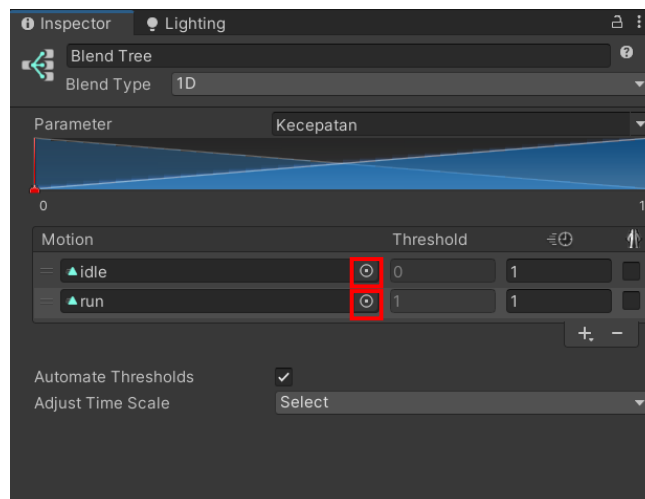 Inspector Lighting
Blend Tree
Blend Type 1D
Parameter Kecepatan
0 1
Motion Threshold
idle 0 1
run 1 1
Automate Thresholds
Adjust Time Scale Select